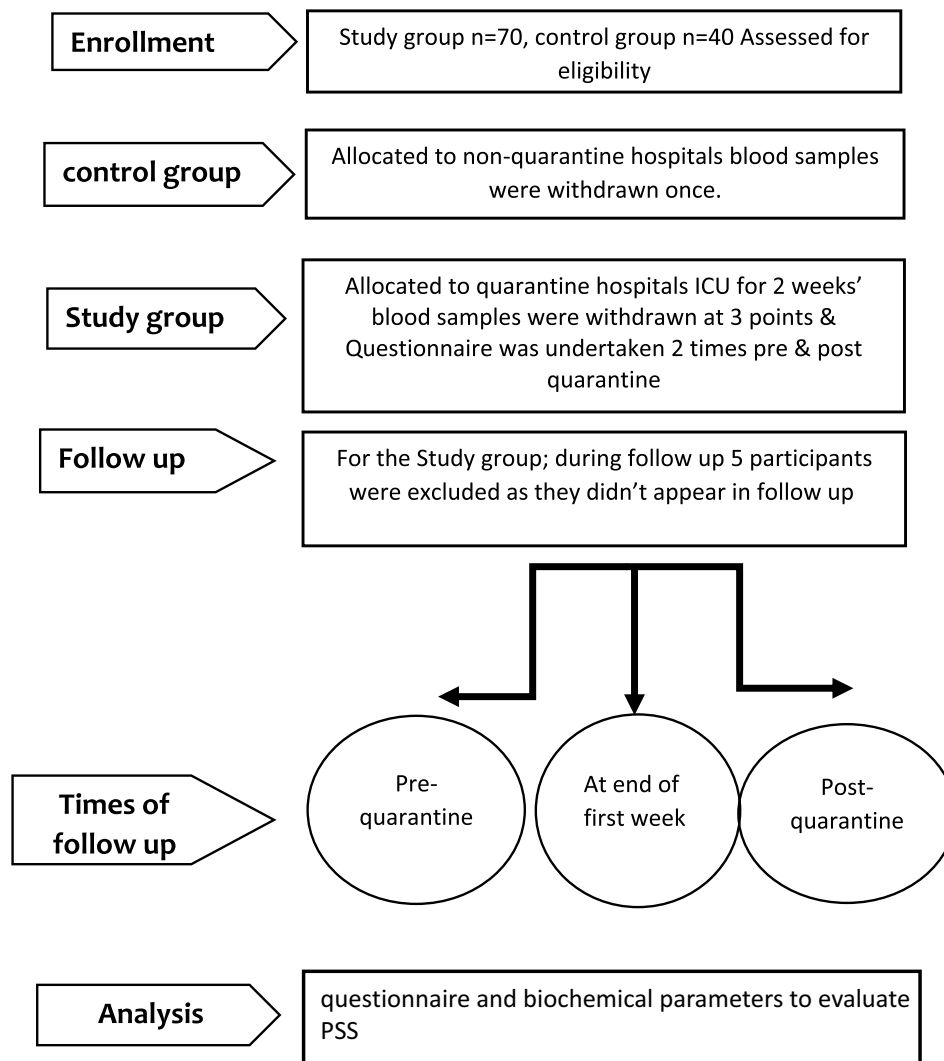 Enrollment
Study group n=70, control group n=40 Assessed for
eligibility
control group
Allocated to non-quarantine hospitals blood samples
were withdrawn once.
Study group
Allocated to quarantine hospitals ICU for 2 weeks’
blood samples were withdrawn at 3 points &
Questionnaire was undertaken 2 times pre & post
quarantine
Follow up
For the Study group; during follow up 5 participants
were excluded as they didn’t appear in follow up
Times of
follow up
Pre-
quarantine
At end of
first week
Post-
quarantine
Analysis
questionnaire and biochemical parameters to evaluate
PSS